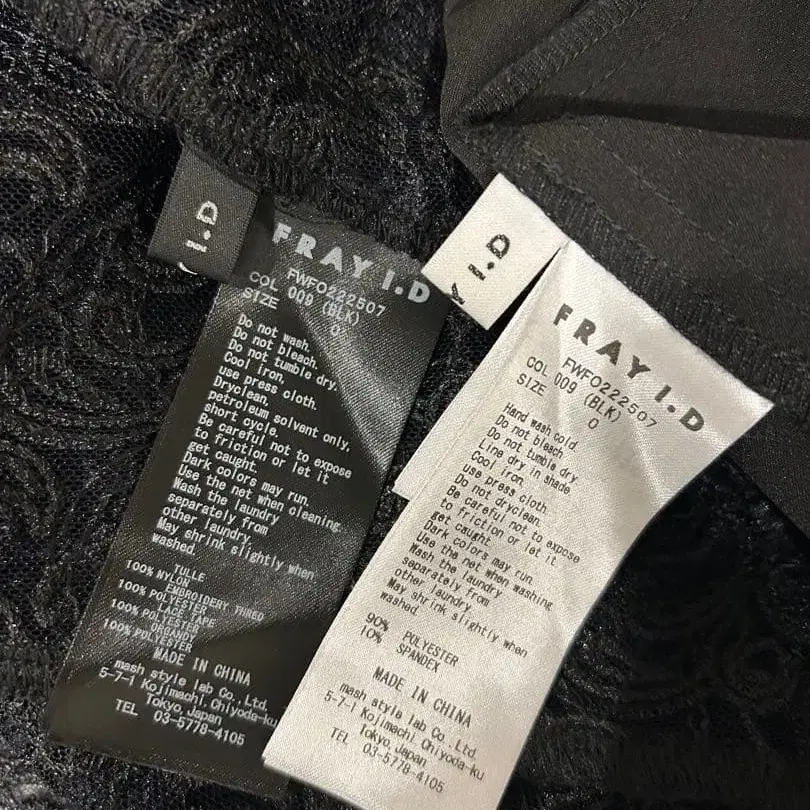 I.D
FRAY I.D
FWFO222507
COL 009 (BLK)
SIZE 0
Do not wash.
Do not bleach.
Do not tumble dry.
Cool iron.
use press cloth.
Dryclean.
petroleum solvent only.
short cycle.
Be careful not to expose
to friction or let it
get caught.
Dark colors may run.
Use the net when cleaning.
Wash the laundry
separately from
other laundry.
May shrink slightly when
washed.
TULLE
100% NYLON
EMBROIDERY THRED
100% POLYESTER
LACE TAPE
100% POLYESTER
ORGANDY
100% POLYESTER
MADE IN CHINA
mash style lab Co., Ltd.
5-7-1 Kojimachi, Chiyoda-ku
Tokyo, Japan
TEL 03-5778-4105
I.D
FRAY I.D
FWFO222507
COL 009 (BLK)
SIZE 0
Hand wash cold.
Do not bleach.
Do not tumble dry.
Line dry in shade
Cool iron.
use press cloth.
Do not dryclean.
Be careful not to expose
to friction or let it
get caught.
Dark colors may run.
Use the net when washing
Wash the laundry
separately from
other laundry.
May shrink slightly when
washed.
90% POLYESTER
10% SPANDEX
MADE IN CHINA
mash style lab Co., Ltd.
5-7-1 Kojimachi, Chiyoda-ku
Tokyo, Japan
TEL 03-5778-4105